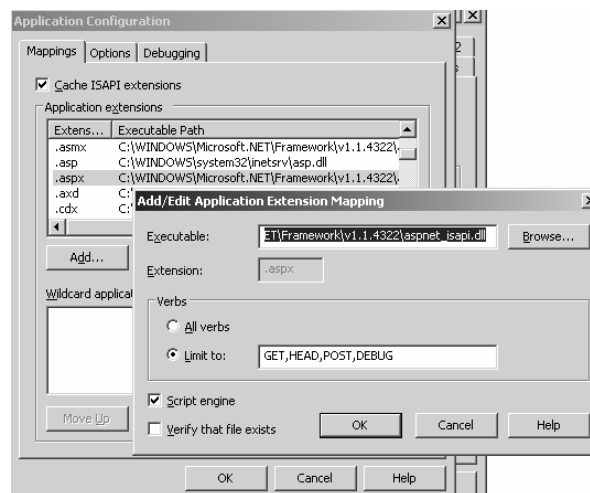 Application Configuration
Mappings
Options
Debugging
Cache ISAPI extensions
Application extensions
Extens... Executable Path
.asmx C:\WINDOWS\Microsoft.NET\Framework\v1.1.4322\
.asp C:\WINDOWS\system32\inetsrv\asp.dll
.aspx C:\WINDOWS\Microsoft.NET\Framework\v1.1.4322\
.axd C:
.cdx C:
Add...
Wildcard applicat
Move Up
OK
Cancel
Help
Add/Edit Application Extension Mapping
Executable:
ET\Framework\v1.1.4322\aspnet_isapi.dll
Browse...
Extension:
.aspx
Verbs
All verbs
Limit to:
GET,HEAD,POST,DEBUG
Script engine
Verify that file exists
OK
Cancel
Help